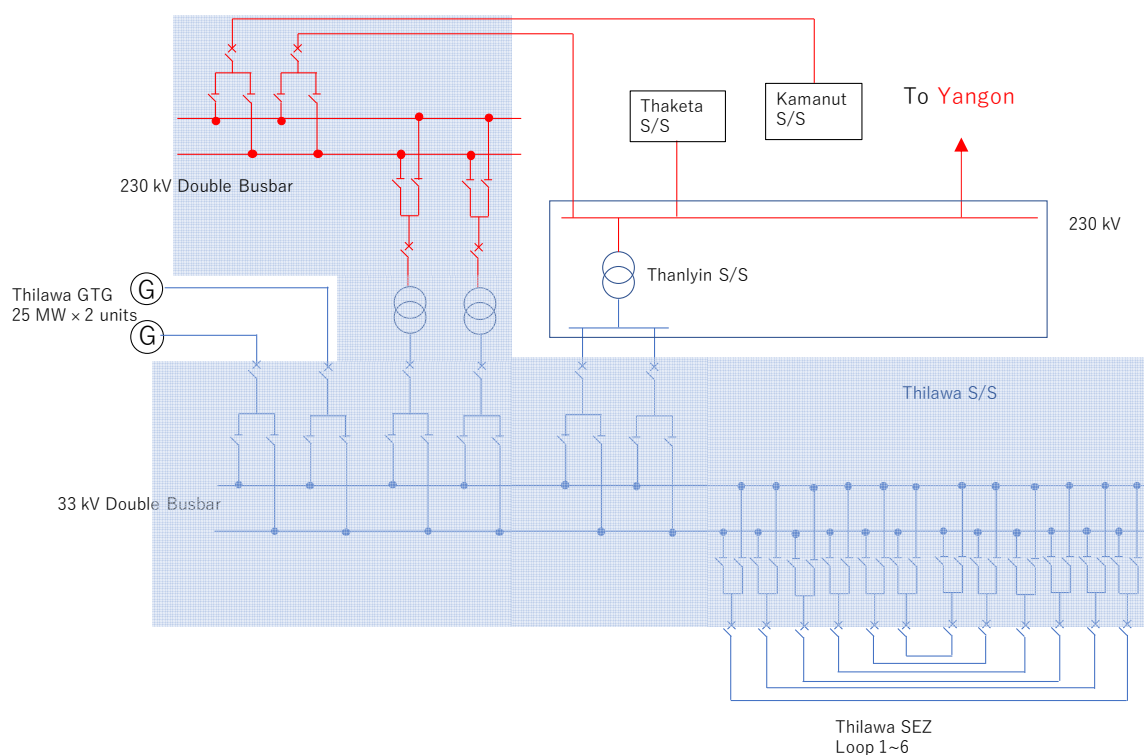 Thaketa
S/S
Kamanut
S/S
To Yangon
230 kV Double Busbar
230 kV
Thanlyin S/S
Thilawa GTG
25 MW × 2 units
G
G
Thilawa S/S
33 kV Double Busbar
Thilawa SEZ
Loop 1~6